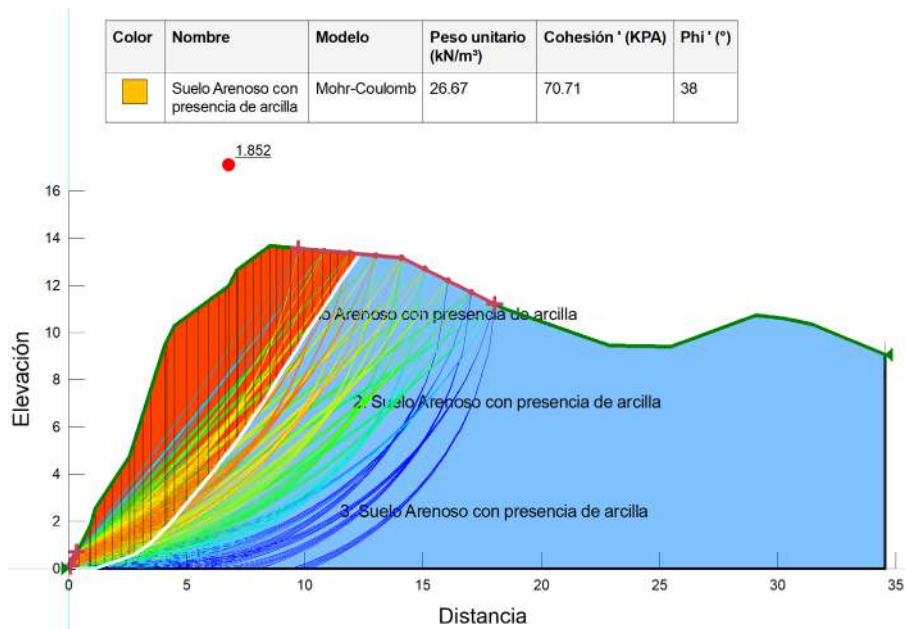 Color Nombre Modelo Peso unitario (kN/m³) Cohesión ' (KPA) Phi ' (°)
Suelo Arenoso con presencia de arcilla Mohr-Coulomb 26.67 70.71 38
1.852
16
14
12
10
8
6
4
2
0
Elevación
Arenoso con presencia de arcilla
2. Suelo Arenoso con presencia de arcilla
3. Suelo Arenoso con presencia de arcilla
0 5 10 15 20 25 30 35
Distancia